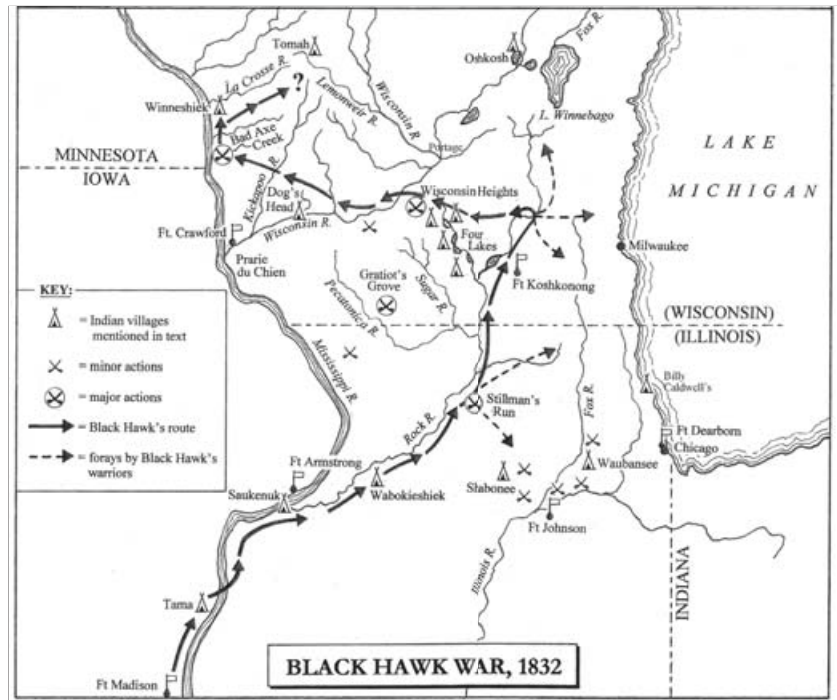 Tomah
Oshkosh
Fox R.
La Crosse R.
?
Lemonweir R.
Wisconsin R
Winneshiek
L. Winnebago
Bad Axe
Creek
Portage
LAKE
MICHIGAN
MINNESOTA
IOWA
Kickapoo R.
Dog's
Head
Wisconsin Heights
Wisconsin R.
Four
Lakes
Ft. Crawford
Prarie
du Chien
Milwaukee
Ft Koshkonong
Gratiot's
Grove
Sugar R.
Pecatonica R.
KEY:
= Indian villages
mentioned in text
= minor actions
= major actions
= Black Hawk's route
= forays by Black Hawk's
warriors
(WISCONSIN)
(ILLINOIS)
Mississippi R.
Billy
Caldwell's
Stillman's
Run
Rock R.
Fox R.
Ft Dearborn
Chicago
Ft Armstrong
Saukenuk
Wabokieshiek
Shabonee
Waubansee
Ft Johnson
Illinois R.
INDIANA
Tama
Ft Madison
BLACK HAWK WAR, 1832